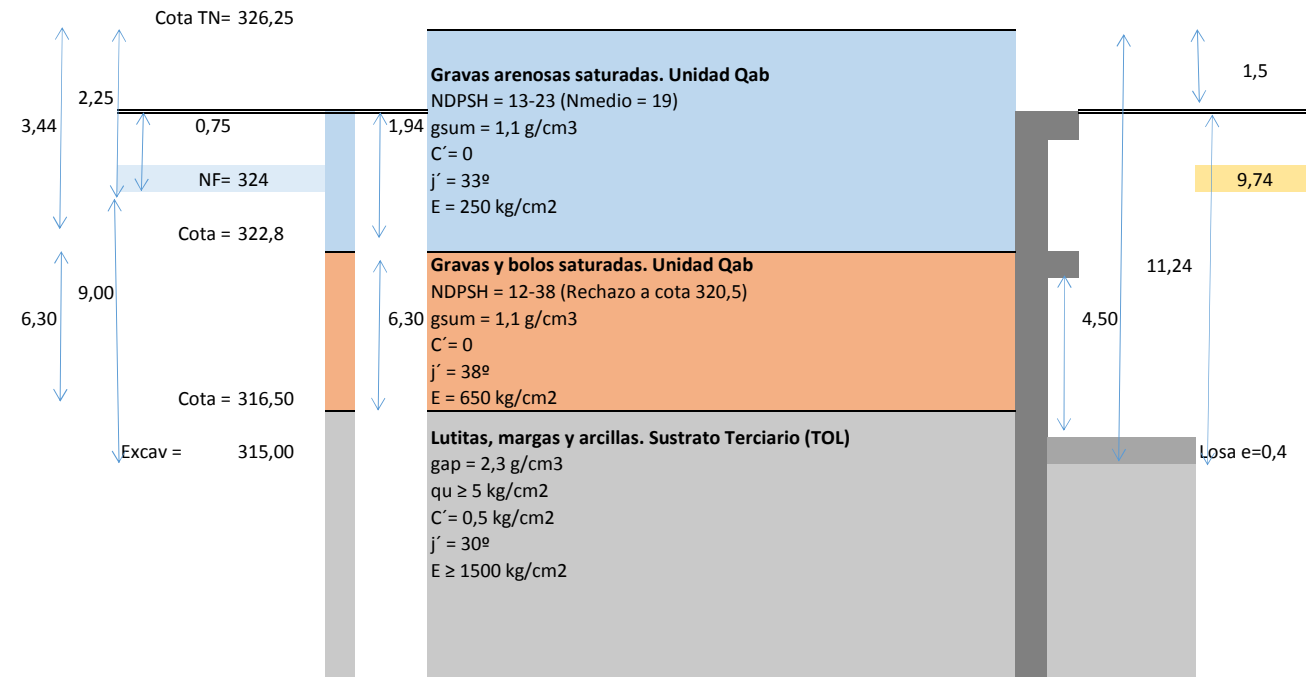 Cota TN= 326,25
Gravas arenosas saturadas. Unidad Qab
1,5
2,25
NDPSH = 13-23 (Nmedio = 19)
3,44
0,75
1,94
gsum = 1,1 g/cm3
C´= 0
NF= 324
j´ = 33º
9,74
E = 250 kg/cm2
Cota = 322,8
Gravas y bolos saturadas. Unidad Qab
11,24
9,00
NDPSH = 12-38 (Rechazo a cota 320,5)
6,30
6,30
gsum = 1,1 g/cm3
4,50
C´= 0
j´ = 38º
Cota = 316,50
E = 650 kg/cm2
Lutitas, margas y arcillas. Sustrato Terciario (TOL)
Excav = 315,00
Losa e=0,4
gap = 2,3 g/cm3
qu ≥ 5 kg/cm2
C´= 0,5 kg/cm2
j´ = 30º
E ≥ 1500 kg/cm2